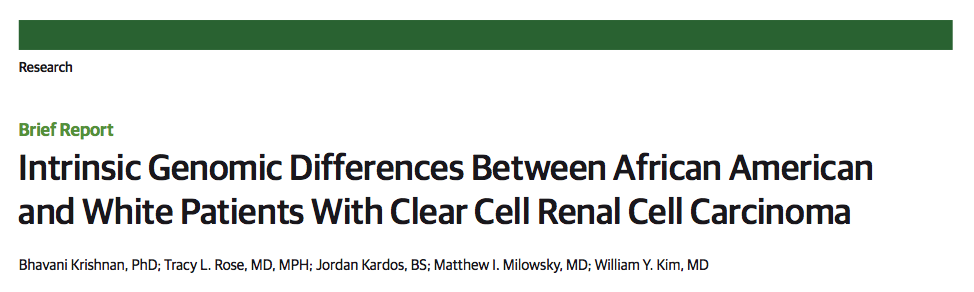 Research
Brief Report
Intrinsic Genomic Differences Between African American
and White Patients With Clear Cell Renal Cell Carcinoma
Bhavani Krishnan, PhD; Tracy L. Rose, MD, MPH; Jordan Kardos, BS; Matthew I. Milowsky, MD; William Y. Kim, MD